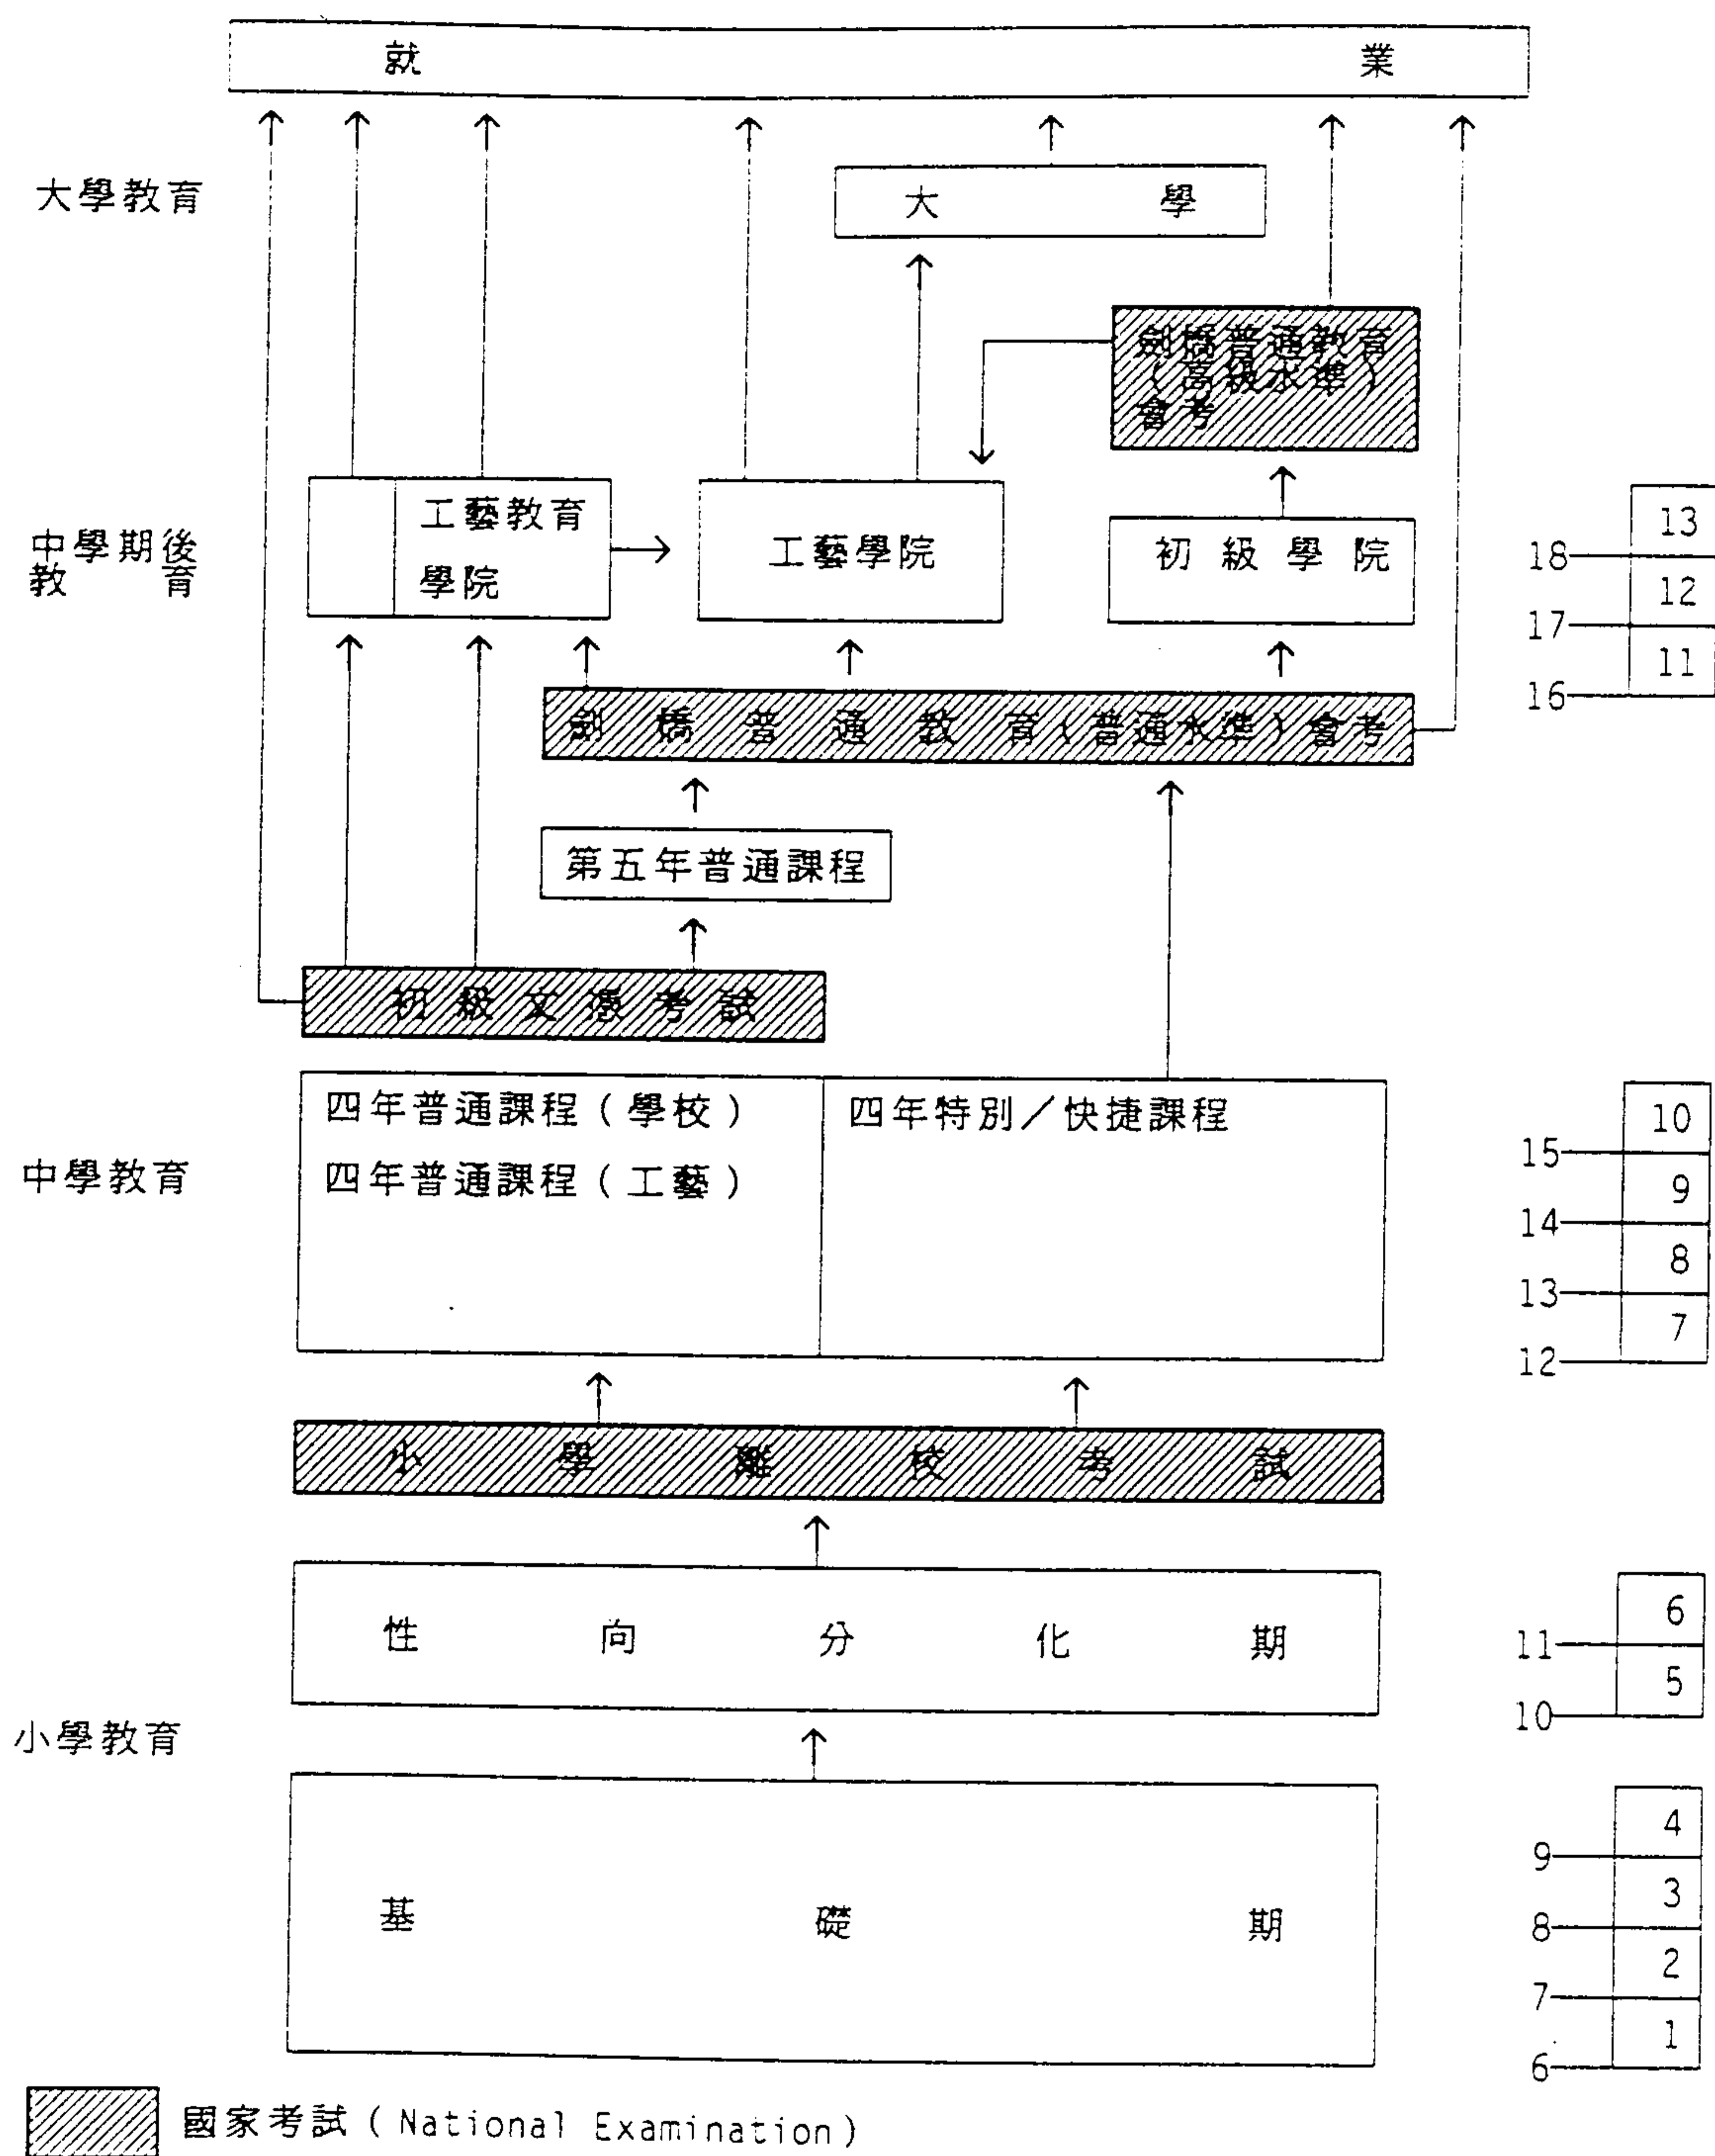 就業
大學教育
大學
劍橋普通教育
(高級水準)
會考
中學期後
教育
工藝教育
學院
工藝學院
初級學院
13
18
12
17
11
16
劍橋普通教育(普通水準)會考
第五年普通課程
初級文憑考試
四年普通課程(學校)
四年特別／快捷課程
四年普通課程(工藝)
中學教育
10
15
9
14
8
13
7
12
小學離校考試
性向分化期
6
11
5
10
小學教育
基礎期
4
9
3
8
2
7
1
6
國家考試(National Examination)